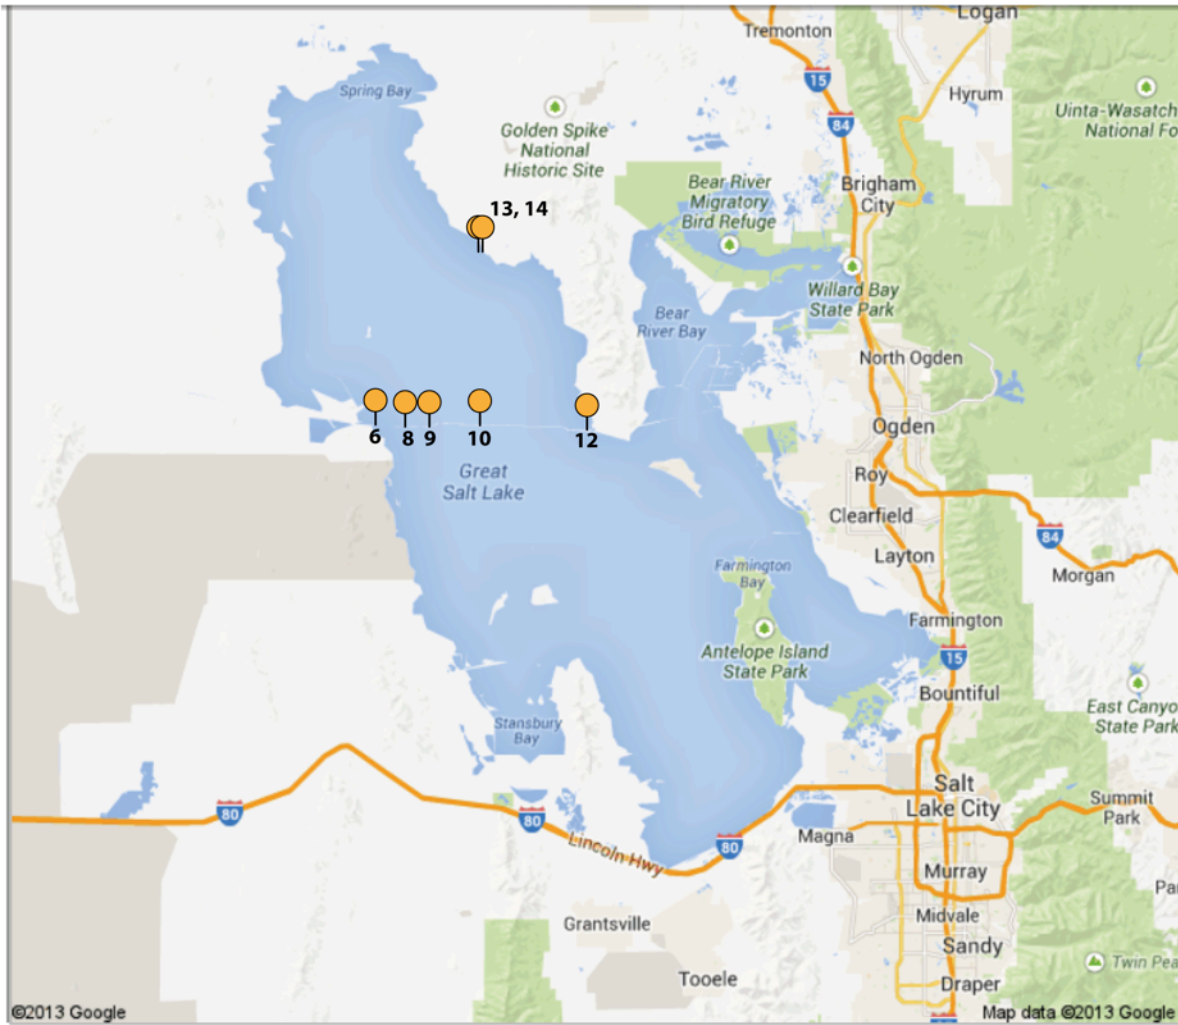 Logan
Tremonton
15
Spring Bay
Hyrum
Uinta-Wasatch
National Fo
84
Golden Spike
National
Historic Site
Bear River
Migratory
Bird Refuge
Brigham
City
13, 14
Willard Bay
State Park
Bear
River Bay
North Ogden
6
8
9
10
12
Ogden
Great
Salt Lake
Roy
Clearfield
84
Layton
Morgan
Farmington
Bay
Farmington
Antelope Island
State Park
15
Bountiful
East Canyo
State Park
Stansbury
Bay
Salt
Lake City
Summit
Park
80
80
Lincoln Hwy
80
Magna
Murray
Pa
Midvale
Grantsville
Sandy
Twin Pea
Tooele
Draper
©2013 Google
Map data ©2013 Google